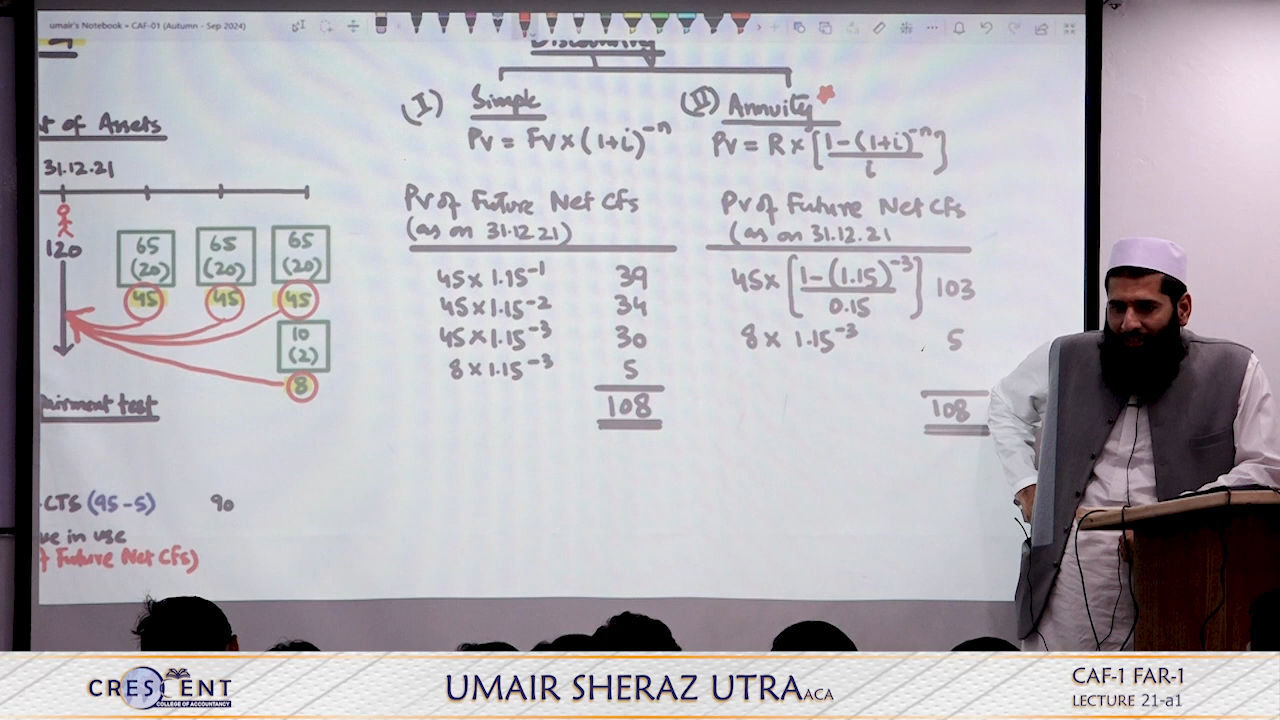 umair's Notebook • CAF-01 (Autumn - Sep 2024)
Discounting
(I) Simple
PV = FV × (1+i)^-n
(II) Annuity
PV = R × [1-(1+i)^-n / i]
t of Assets
31.12.21
120
65
(20)
45
65
(20)
45
65
(20)
45
10
(2)
8
pairment test
CTS (95-5) 90
ue in use
f Future Net Cfs)
PV of Future Net Cfs
(as on 31.12.21)
45 × 1.15^-1 39
45 × 1.15^-2 34
45 × 1.15^-3 30
8 × 1.15^-3 5
108
PV of Future Net Cfs
(as on 31.12.21
45 × [1-(1.15)^-3 / 0.15] 103
8 × 1.15^-3 5
108
CRESCENT
COLLEGE OF ACCOUNTANCY
UMAIR SHERAZ UTRA ACA
CAF-1 FAR-1
LECTURE 21-a1